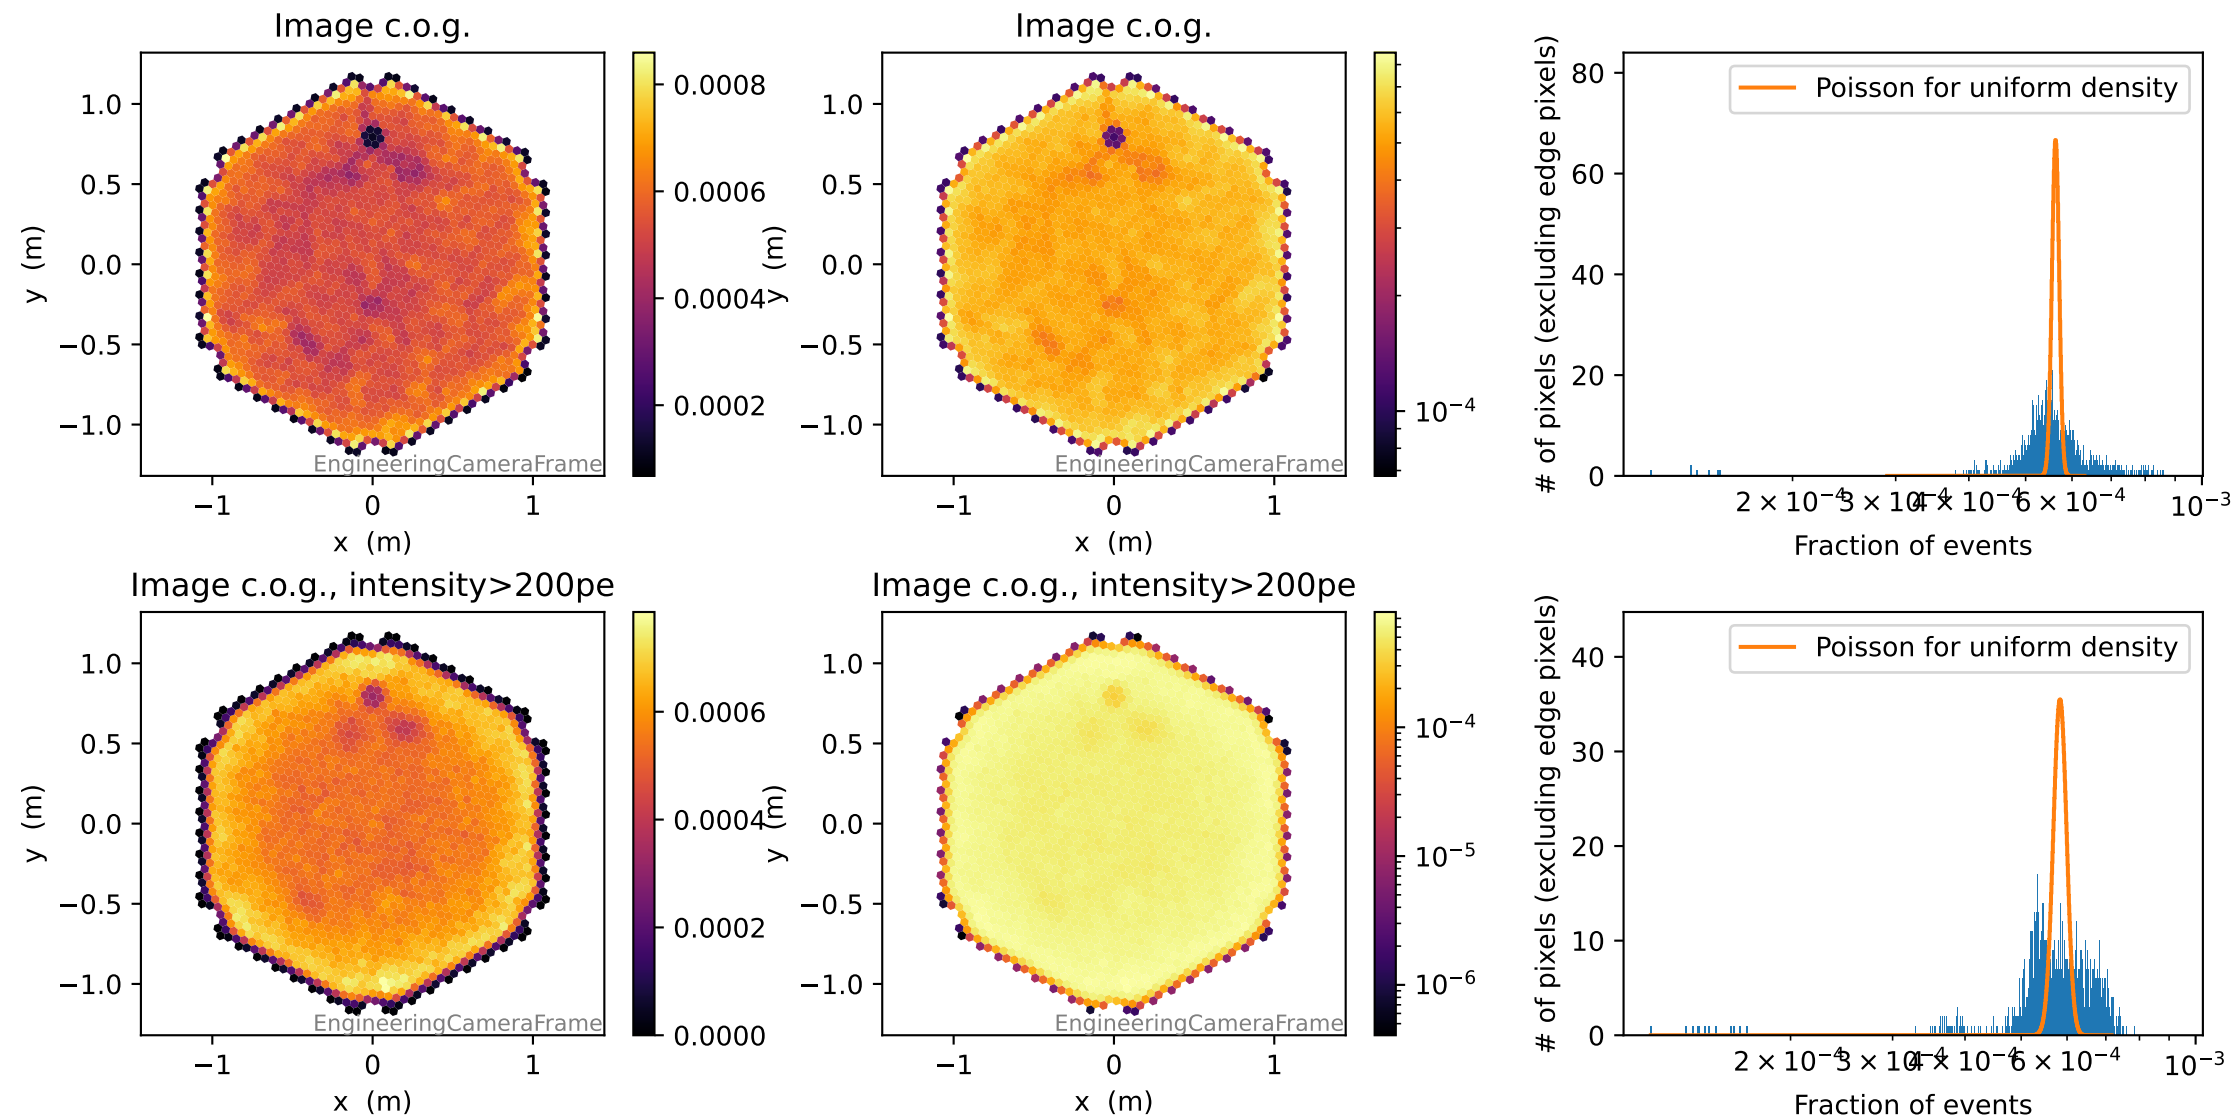 Image c.o.g.
1.0
0.5
0.0
−0.5
−1.0
y (m)
−1
0
1
x (m)
EngineeringCameraFrame
0.0008
0.0006
0.0004
0.0002
Image c.o.g.
1.0
0.5
0.0
−0.5
−1.0
y (m)
−1
0
1
x (m)
EngineeringCameraFrame
10⁻⁴
# of pixels (excluding edge pixels)
80
60
40
20
0
Poisson for uniform density
2 × 10⁻⁴
3 × 10⁻⁴
4 × 10⁻⁴
6 × 10⁻⁴
10⁻³
Fraction of events
Image c.o.g., intensity>200pe
1.0
0.5
0.0
−0.5
−1.0
y (m)
−1
0
1
x (m)
EngineeringCameraFrame
0.0006
0.0004
0.0002
0.0000
Image c.o.g., intensity>200pe
1.0
0.5
0.0
−0.5
−1.0
y (m)
−1
0
1
x (m)
EngineeringCameraFrame
10⁻⁴
10⁻⁵
10⁻⁶
# of pixels (excluding edge pixels)
40
30
20
10
0
Poisson for uniform density
2 × 10⁻⁴
3 × 10⁻⁴
4 × 10⁻⁴
6 × 10⁻⁴
10⁻³
Fraction of events